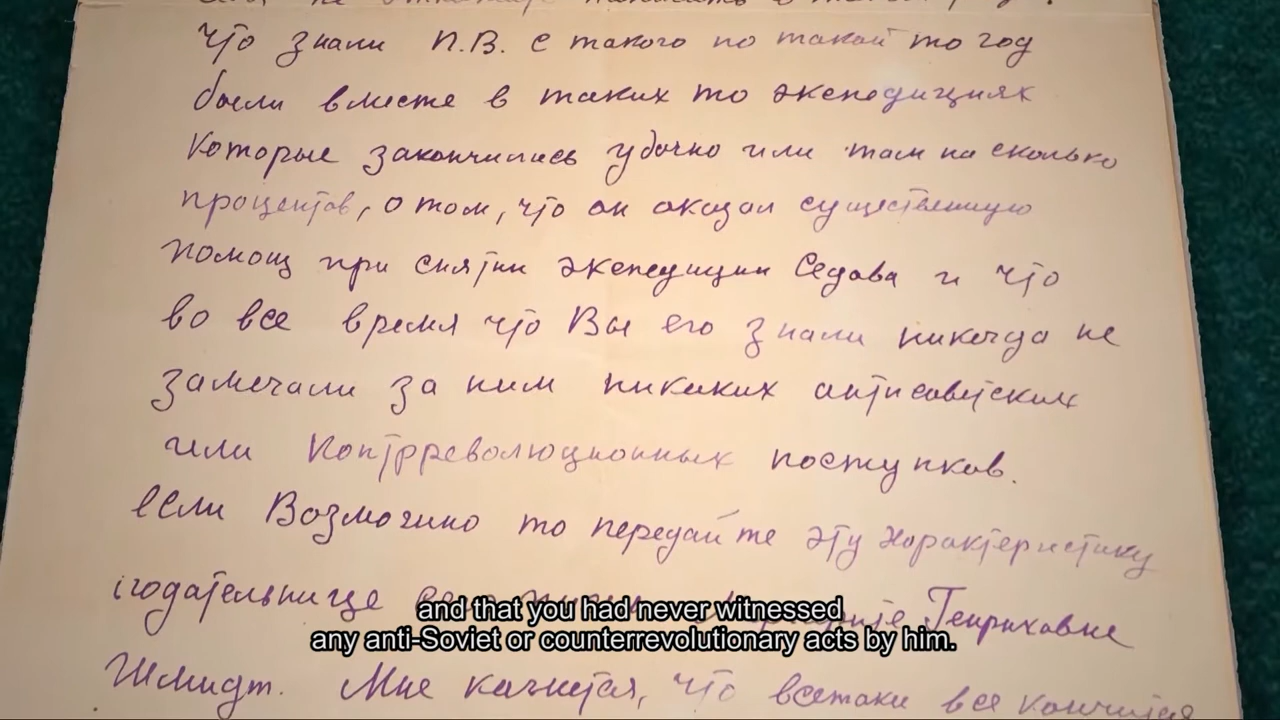 что знали П.В. с такого по такой то год
были вместе в таких то экспедициях
которые закончились удачно или там на сколько
процентов, о том, что он оказал существенную
помощ при снятии экспедиции Седова и что
во все время что Вы его знали никогда не
замечали за ним никаких антисоветских
или контрреволюционных поступков.
если Возможно то передайте эту характеристику
Генриховне
and that you had never witnessed
any anti-Soviet or counterrevolutionary acts by him.
Шмидт. Мне кажется, что всетаки все кончится